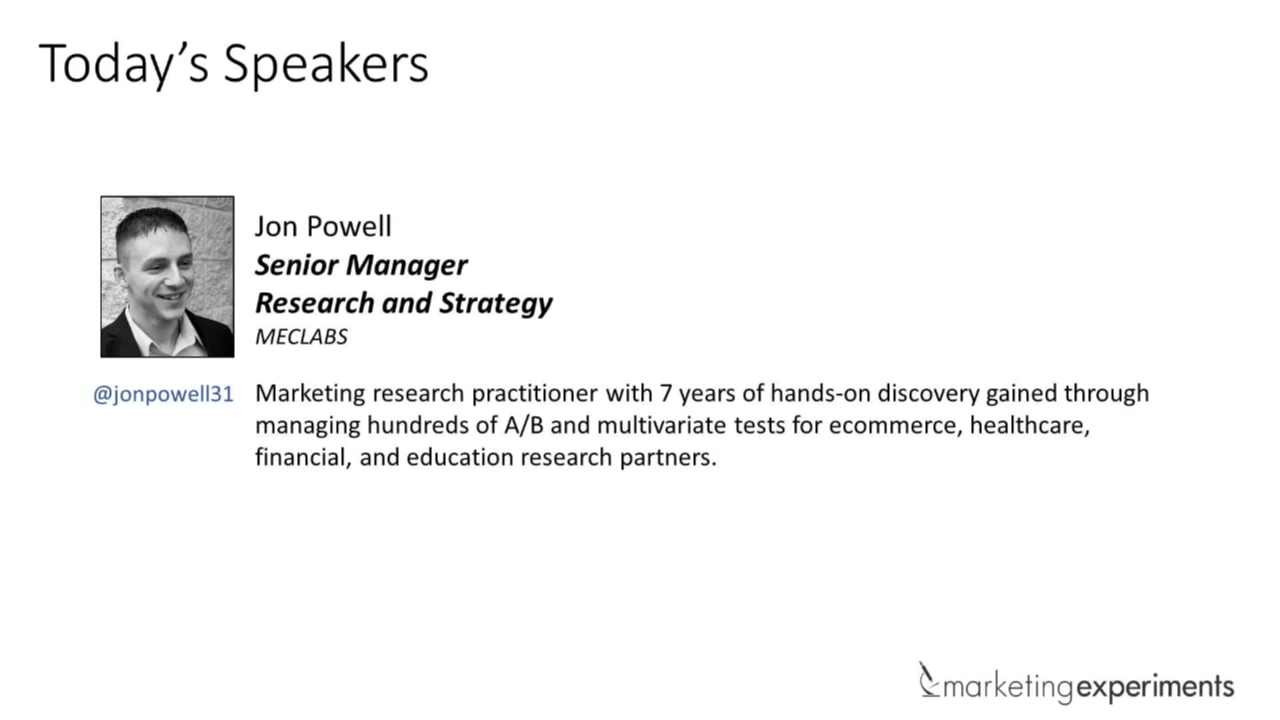 Today’s Speakers
Jon Powell
Senior Manager
Research and Strategy
MECLABS
@jonpowell31
Marketing research practitioner with 7 years of hands-on discovery gained through
managing hundreds of A/B and multivariate tests for ecommerce, healthcare,
financial, and education research partners.
marketingexperiments